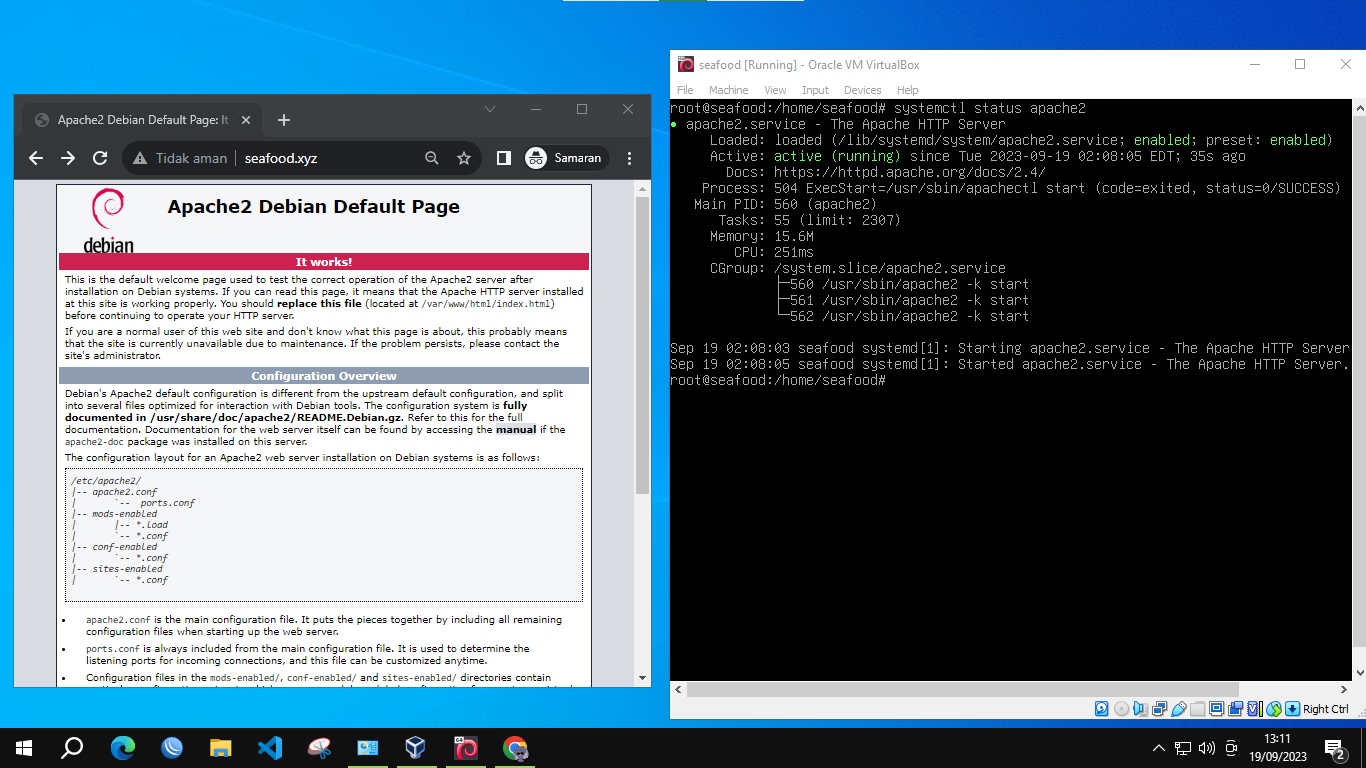 Apache2 Debian Default Page: It
Tidak aman
seafood.xyz
Samaran
debian
Apache2 Debian Default Page
It works!
This is the default welcome page used to test the correct operation of the Apache2 server after
installation on Debian systems. If you can read this page, it means that the Apache HTTP server installed
at this site is working properly. You should replace this file (located at /var/www/html/index.html)
before continuing to operate your HTTP server.
If you are a normal user of this web site and don't know what this page is about, this probably means
that the site is currently unavailable due to maintenance. If the problem persists, please contact the
site's administrator.
Configuration Overview
Debian's Apache2 default configuration is different from the upstream default configuration, and split
into several files optimized for interaction with Debian tools. The configuration system is fully
documented in /usr/share/doc/apache2/README.Debian.gz. Refer to this for the full
documentation. Documentation for the web server itself can be found by accessing the manual if the
apache2-doc package was installed on this server.
The configuration layout for an Apache2 web server installation on Debian systems is as follows:
/etc/apache2/
|-- apache2.conf
|       `--  ports.conf
|-- mods-enabled
|       |-- *.load
|       `-- *.conf
|-- conf-enabled
|       `-- *.conf
|-- sites-enabled
|       `-- *.conf
• apache2.conf is the main configuration file. It puts the pieces together by including all remaining
configuration files when starting up the web server.
• ports.conf is always included from the main configuration file. It is used to determine the
listening ports for incoming connections, and this file can be customized anytime.
• Configuration files in the mods-enabled/, conf-enabled/ and sites-enabled/ directories contain
seafood [Running] - Oracle VM VirtualBox
File Machine View Input Devices Help
root@seafood:/home/seafood# systemctl status apache2
● apache2.service - The Apache HTTP Server
Loaded: loaded (/lib/systemd/system/apache2.service; enabled; preset: enabled)
Active: active (running) since Tue 2023-09-19 02:08:05 EDT; 35s ago
Docs: https://httpd.apache.org/docs/2.4/
Process: 504 ExecStart=/usr/sbin/apachectl start (code=exited, status=0/SUCCESS)
Main PID: 560 (apache2)
Tasks: 55 (limit: 2307)
Memory: 15.6M
CPU: 251ms
CGroup: /system.slice/apache2.service
├─560 /usr/sbin/apache2 -k start
├─561 /usr/sbin/apache2 -k start
└─562 /usr/sbin/apache2 -k start
Sep 19 02:08:03 seafood systemd[1]: Starting apache2.service - The Apache HTTP Server
Sep 19 02:08:05 seafood systemd[1]: Started apache2.service - The Apache HTTP Server.
root@seafood:/home/seafood#
Right Ctrl
13:11
19/09/2023
2